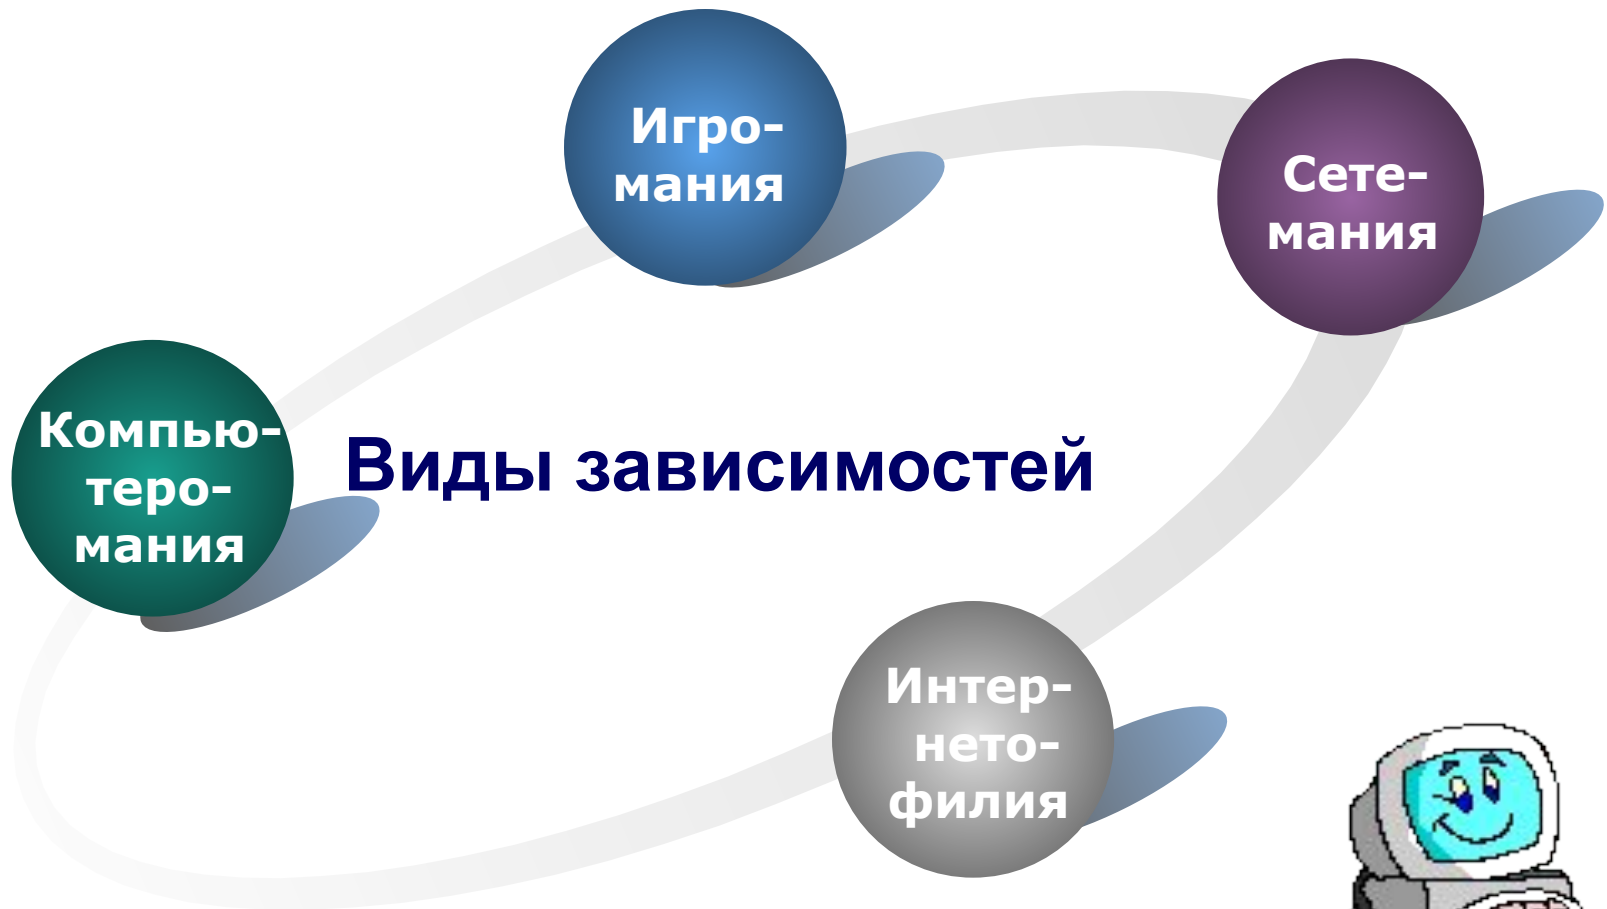 Игро-
мания
Сете-
мания
Компью-
теро-
мания
Виды зависимостей
Интер-
нето-
филия